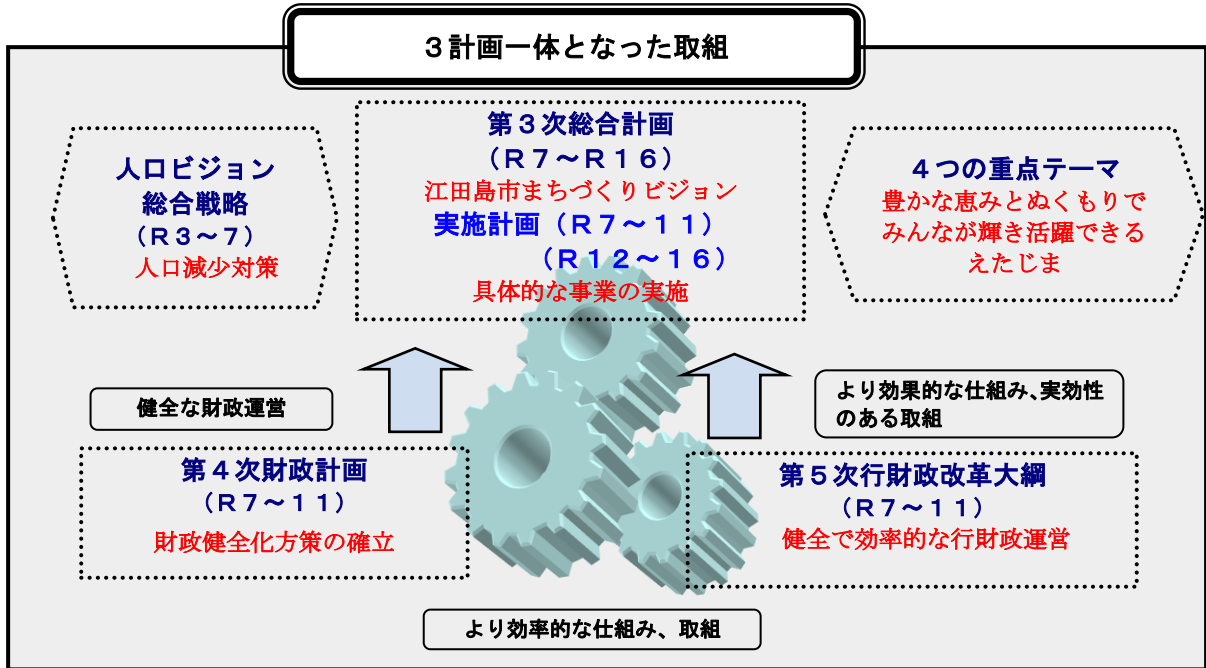 ３計画一体となった取組
人口ビジョン
総合戦略
（Ｒ３～７）
人口減少対策
第３次総合計画
（Ｒ７～Ｒ１６）
江田島市まちづくりビジョン
実施計画（Ｒ７～１１）
（Ｒ１２～１６）
具体的な事業の実施
４つの重点テーマ
豊かな恵みとぬくもりで
みんなが輝き活躍できる
えたじま
健全な財政運営
より効果的な仕組み、実効性
のある取組
第４次財政計画
（Ｒ７～１１）
財政健全化方策の確立
第５次行財政改革大綱
（Ｒ７～１１）
健全で効率的な行財政運営
より効率的な仕組み、取組